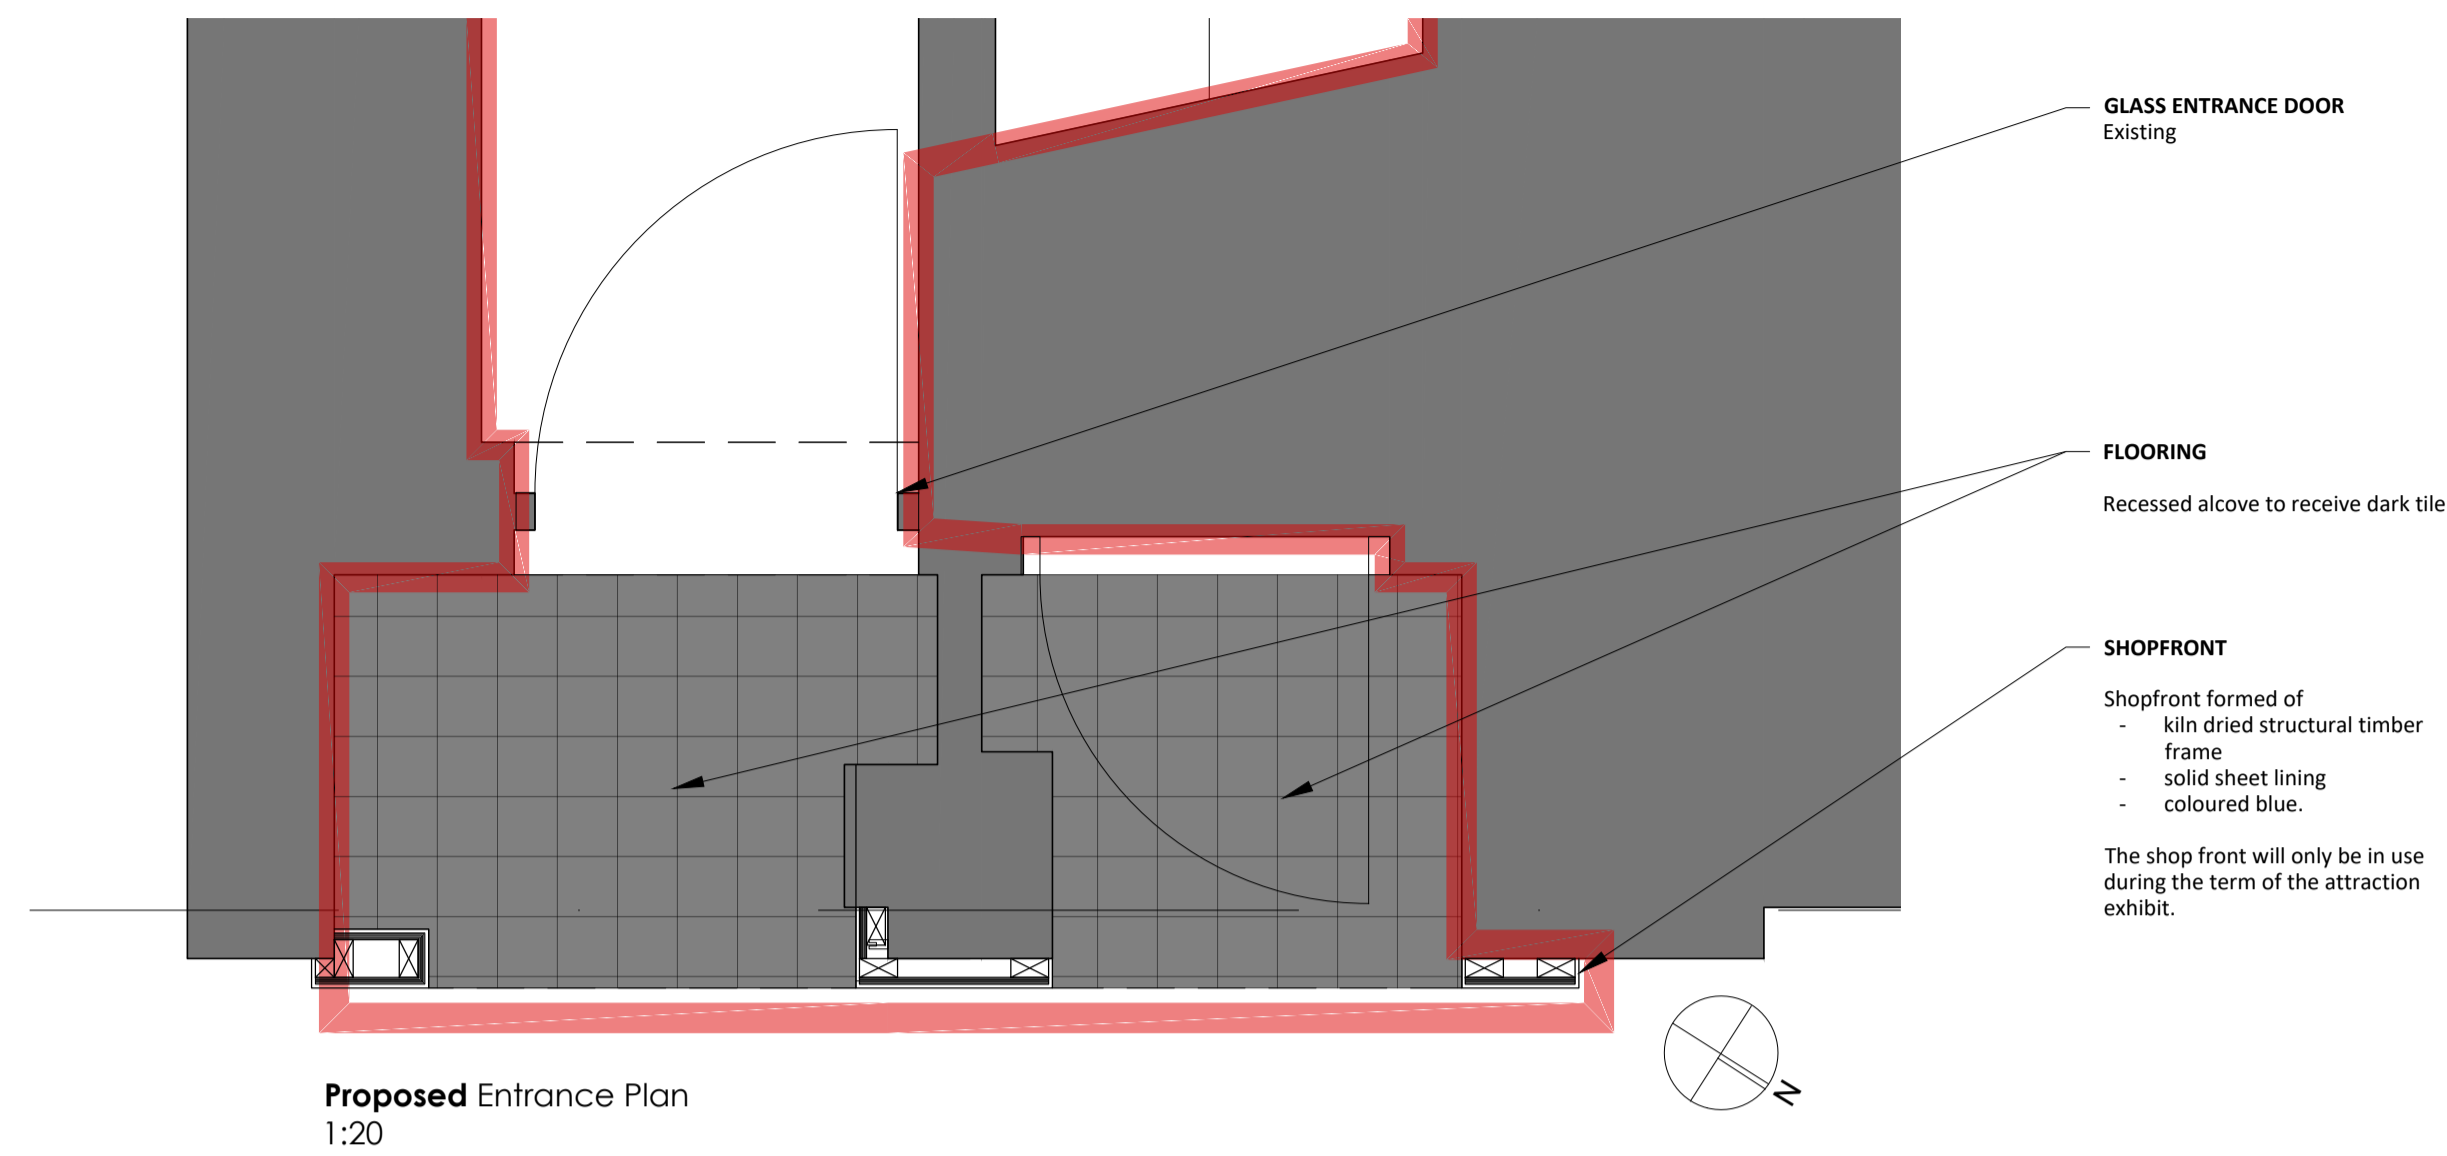 GLASS ENTRANCE DOOR
Existing
FLOORING
Recessed alcove to receive dark tile
SHOPFRONT
Shopfront formed of
- kiln dried structural timber
frame
- solid sheet lining
- coloured blue.
The shop front will only be in use
during the term of the attraction
exhibit.
N
Proposed Entrance Plan
1:20